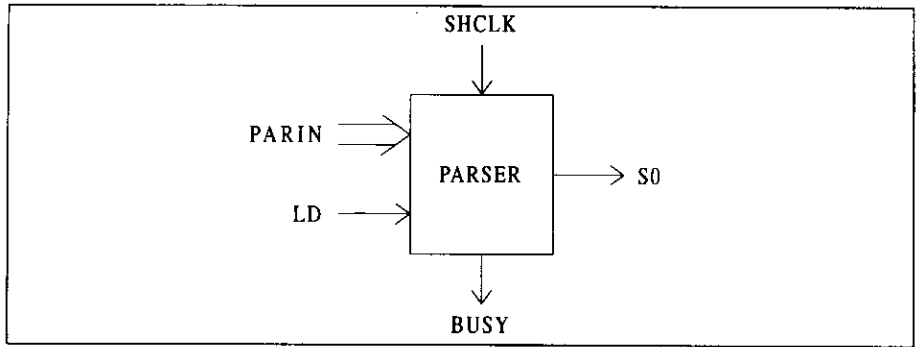 SHCLK
PARIN
PARSER
S0
LD
BUSY